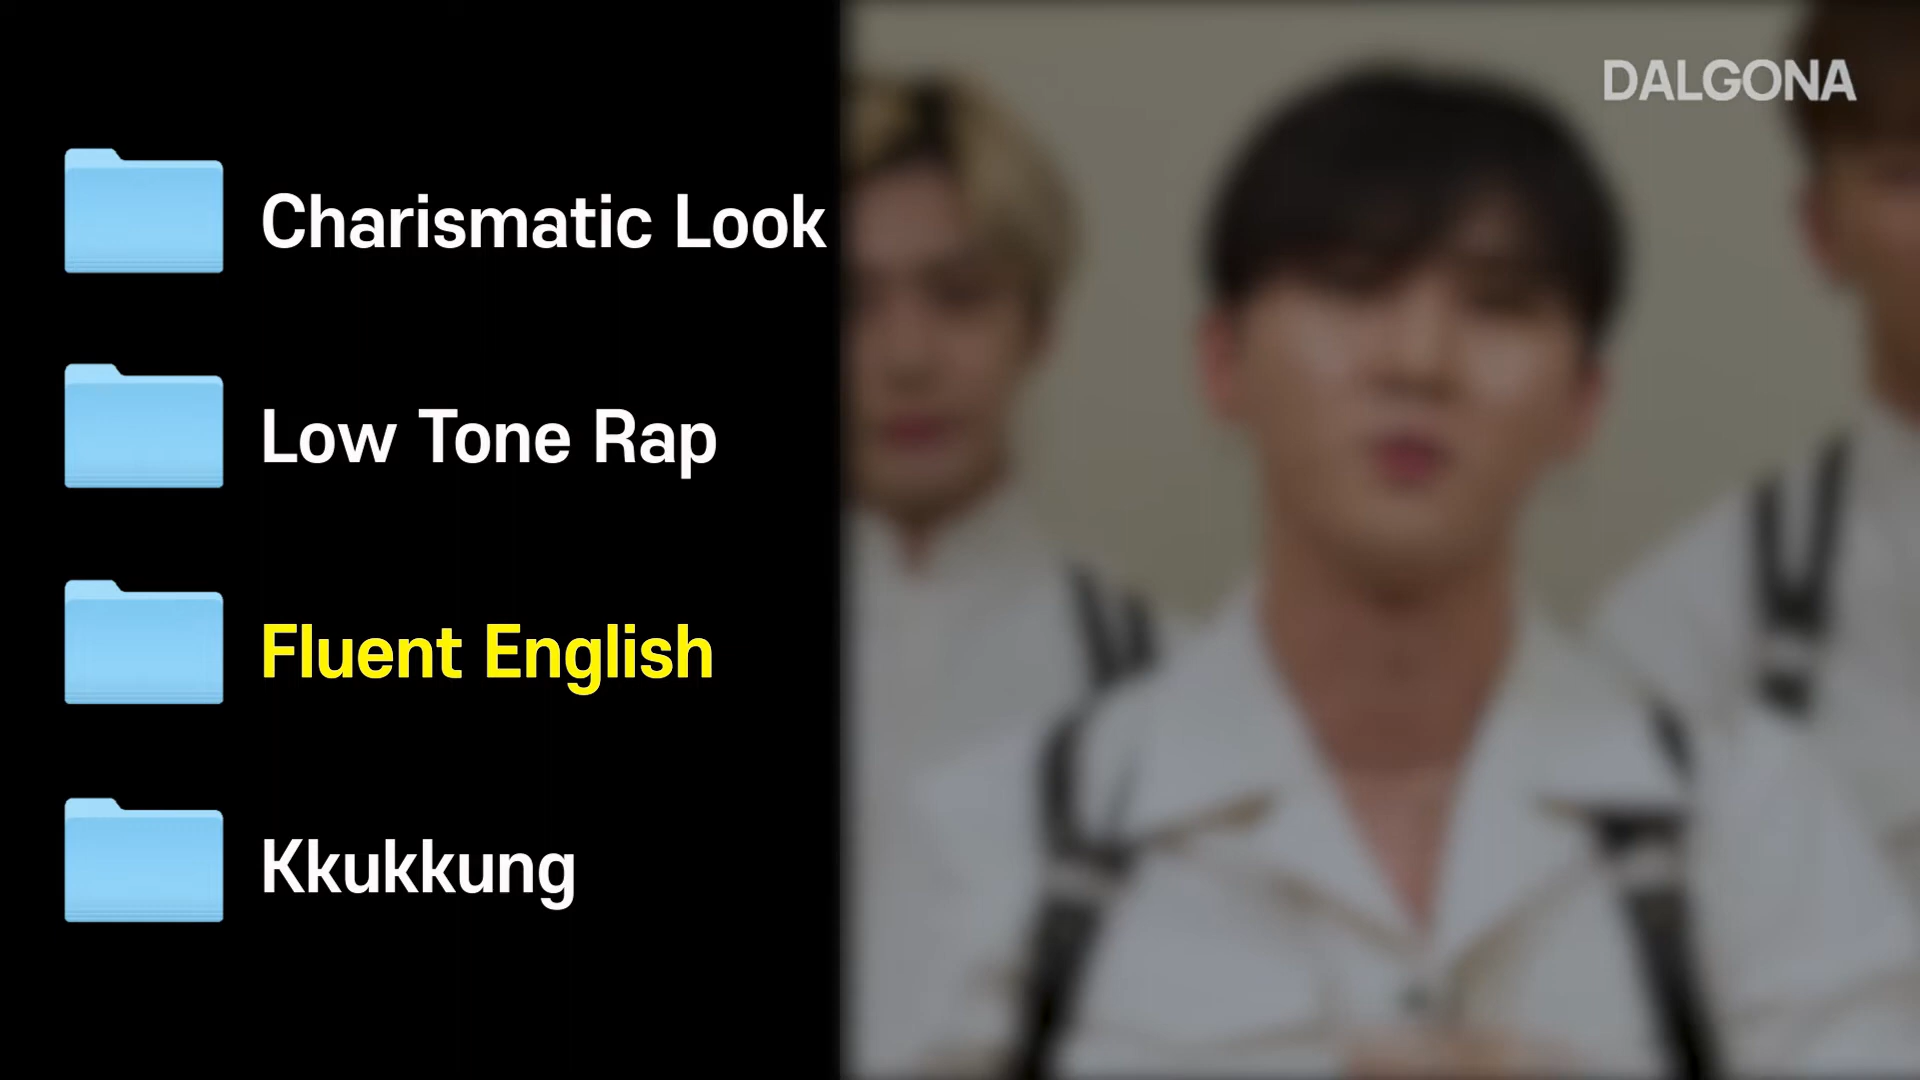 DALGONA
Charismatic Look
Low Tone Rap
Fluent English
Kkukkung